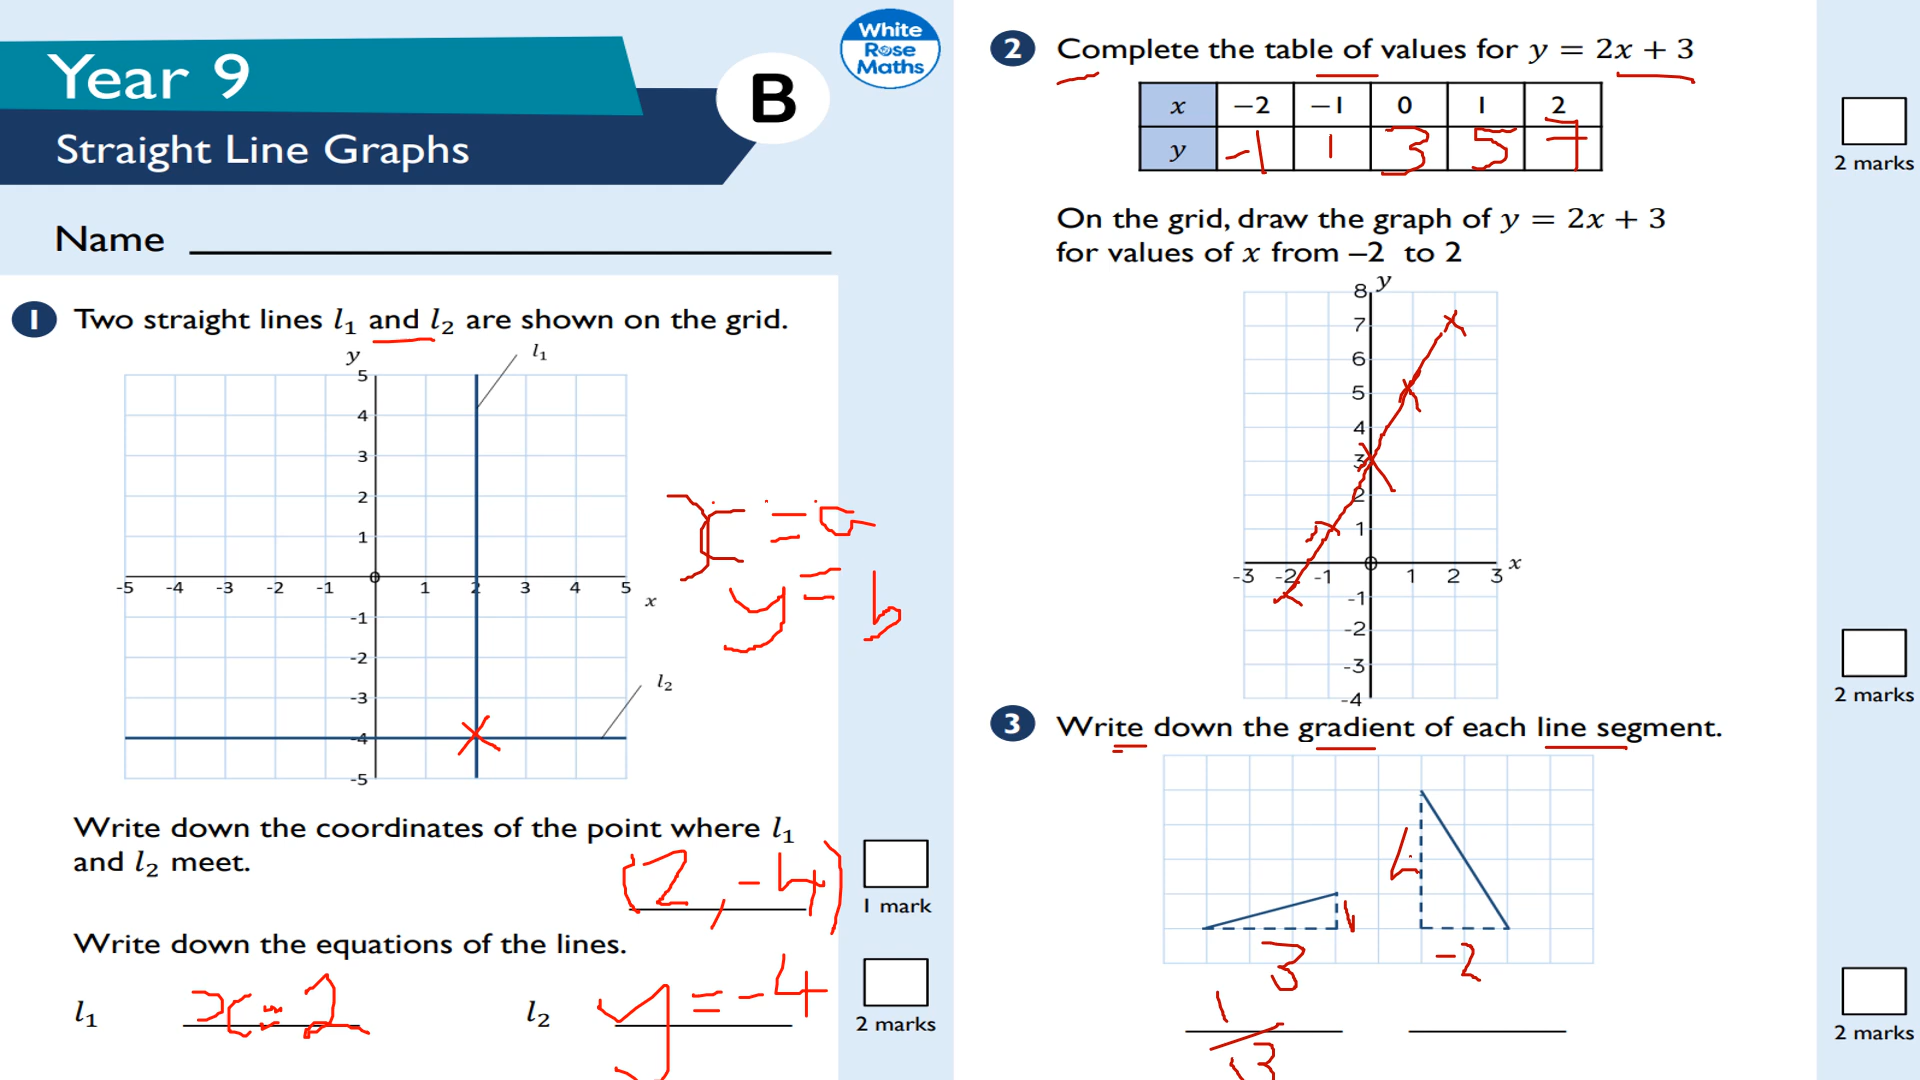 Year 9
Straight Line Graphs
B
White
Rose
Maths
Name
1 Two straight lines l₁ and l₂ are shown on the grid.
y
l₁
5
4
3
2
1
0
-5 -4 -3 -2 -1 1 2 3 4 5
x
-1
-2
-3
-4
-5
l₂
x = a
y = b
Write down the coordinates of the point where l₁
and l₂ meet.
(2, -4)
1 mark
Write down the equations of the lines.
l₁ x = 2 l₂ y = -4
2 marks
2 Complete the table of values for y = 2x + 3
x −2 −1 0 1 2
y -1 1 3 5 7
2 marks
On the grid, draw the graph of y = 2x + 3
for values of x from −2 to 2
y
8
7
6
5
4
3
2
1
0
-3 -2 -1 1 2 3 x
-1
-2
-3
-4
2 marks
3 Write down the gradient of each line segment.
4
1
3
-2
1
3
2 marks